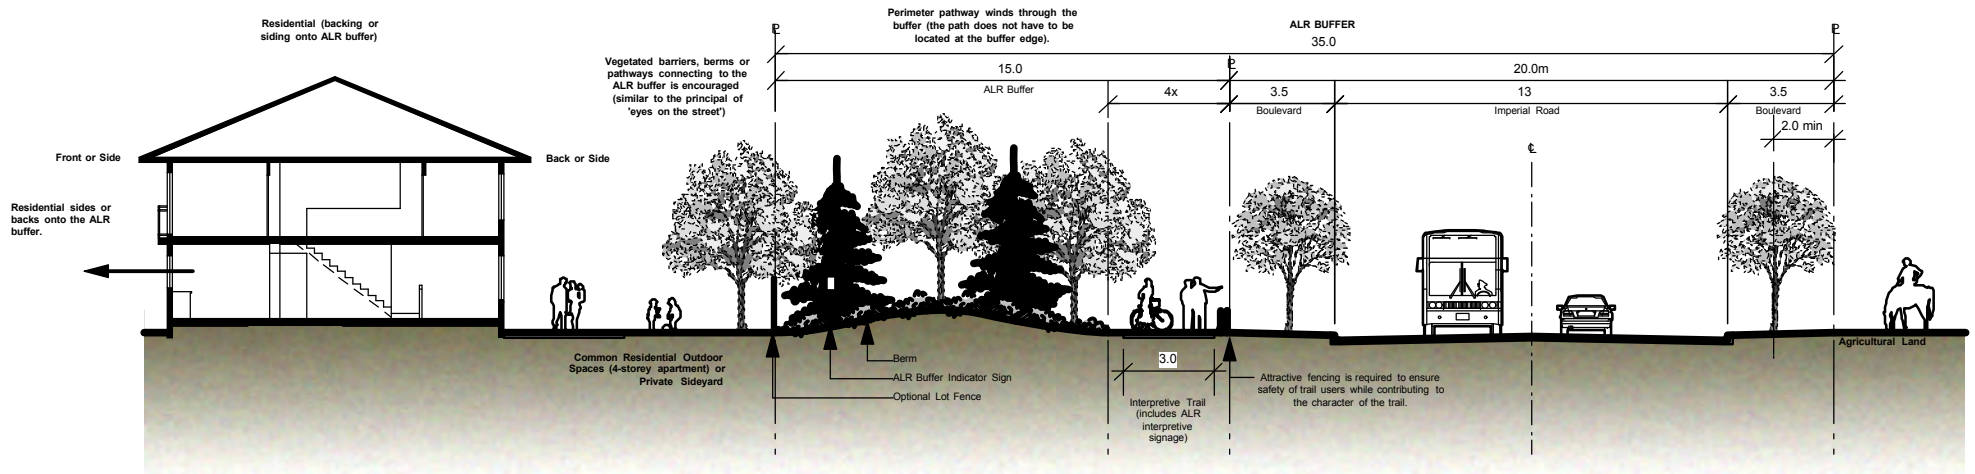 Residential (backing or
siding onto ALR buffer)
Perimeter pathway winds through the
buffer (the path does not have to be
located at the buffer edge).
ALR BUFFER
35.0
Vegetated barriers, berms or
pathways connecting to the
ALR buffer is encouraged
(similar to the principal of
'eyes on the street')
15.0
ALR Buffer
4x
20.0m
3.5
Boulevard
13
Imperial Road
3.5
Boulevard
2.0 min
Front or Side
Back or Side
Residential sides or
backs onto the ALR
buffer.
Common Residential Outdoor
Spaces (4-storey apartment) or
Private Sideyard
Berm
ALR Buffer Indicator Sign
Optional Lot Fence
3.0
Interpretive Trail
(includes ALR
interpretive
signage)
Attractive fencing is required to ensure
safety of trail users while contributing to
the character of the trail.
Agricultural Land